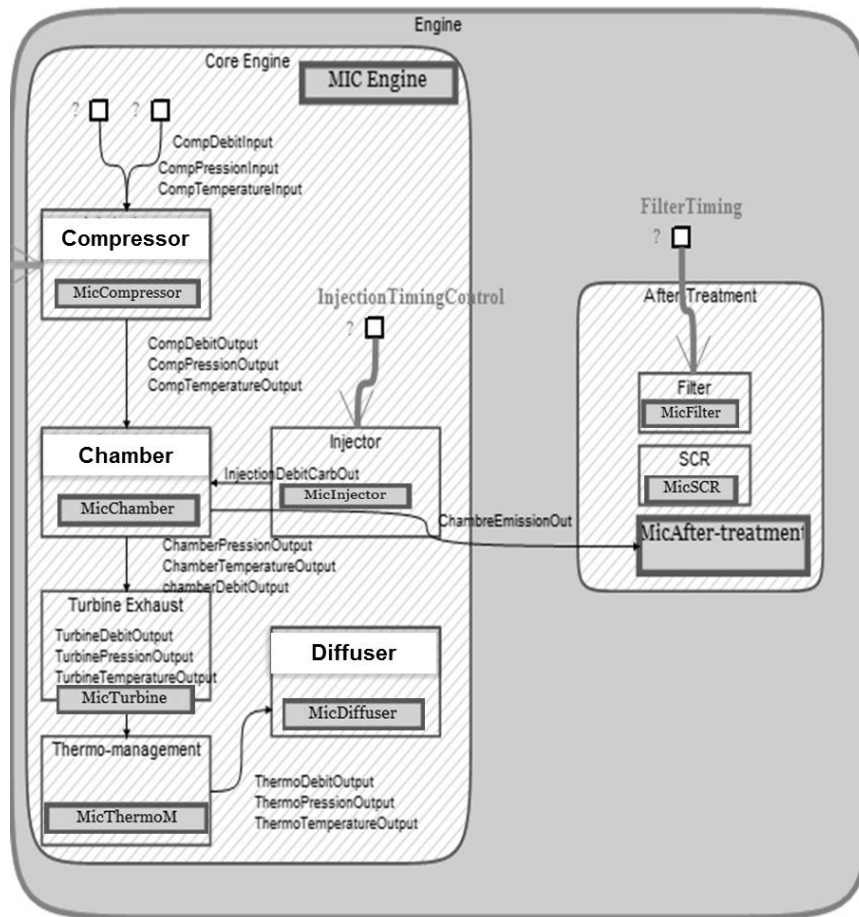 Engine
Core Engine
MIC Engine
? ?
CompDebitInput
CompPressionInput
CompTemperatureInput
Compressor
MicCompressor
CompDebitOutput
CompPressionOutput
CompTemperatureOutput
InjectionTimingControl
?
FilterTiming
?
After Treatment
Filter
MicFilter
SCR
MicSCR
MicAfter-treatment
Chamber
MicChamber
Injector
InjectionDebitCarbOut
MicInjector
ChambreEmissionOut
ChamberPressionOutput
ChamberTemperatureOutput
chamberDebitOutput
Turbine Exhaust
TurbineDebitOutput
TurbinePressionOutput
TurbineTemperatureOutput
MicTurbine
Diffuser
MicDiffuser
Thermo-management
MicThermoM
ThermoDebitOutput
ThermoPressionOutput
ThermoTemperatureOutput